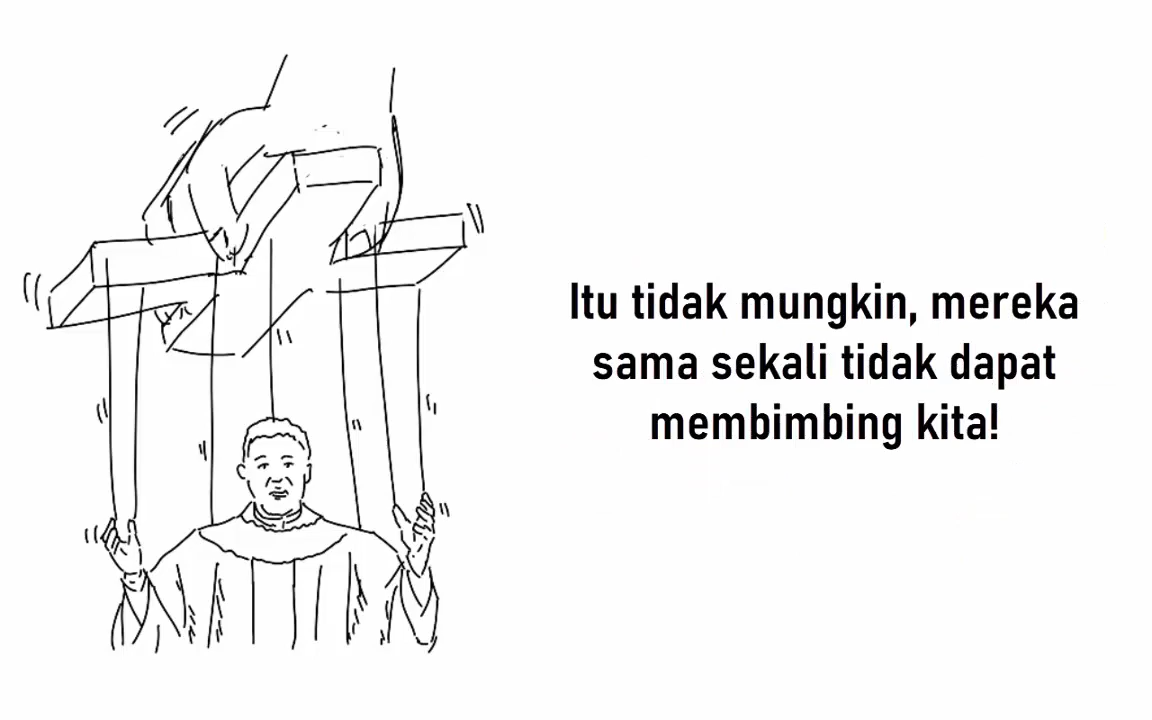 Itu tidak mungkin, mereka
sama sekali tidak dapat
membimbing kita!